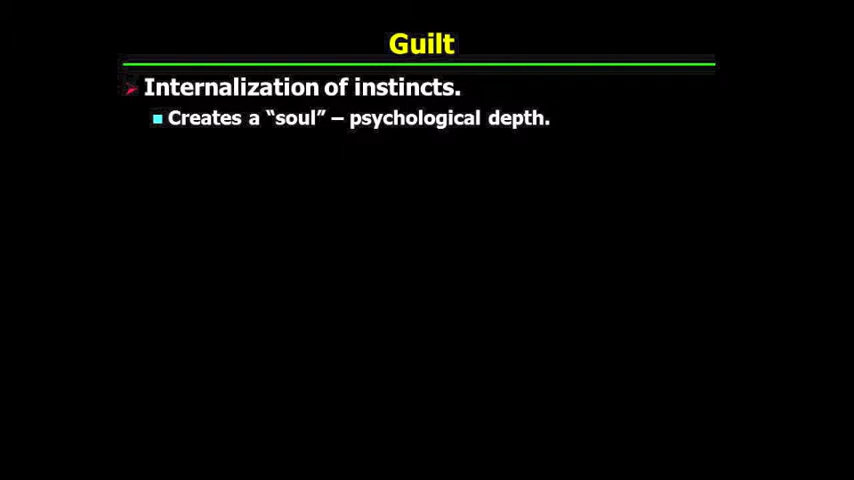 Guilt
Internalization of instincts.
Creates a “soul” – psychological depth.